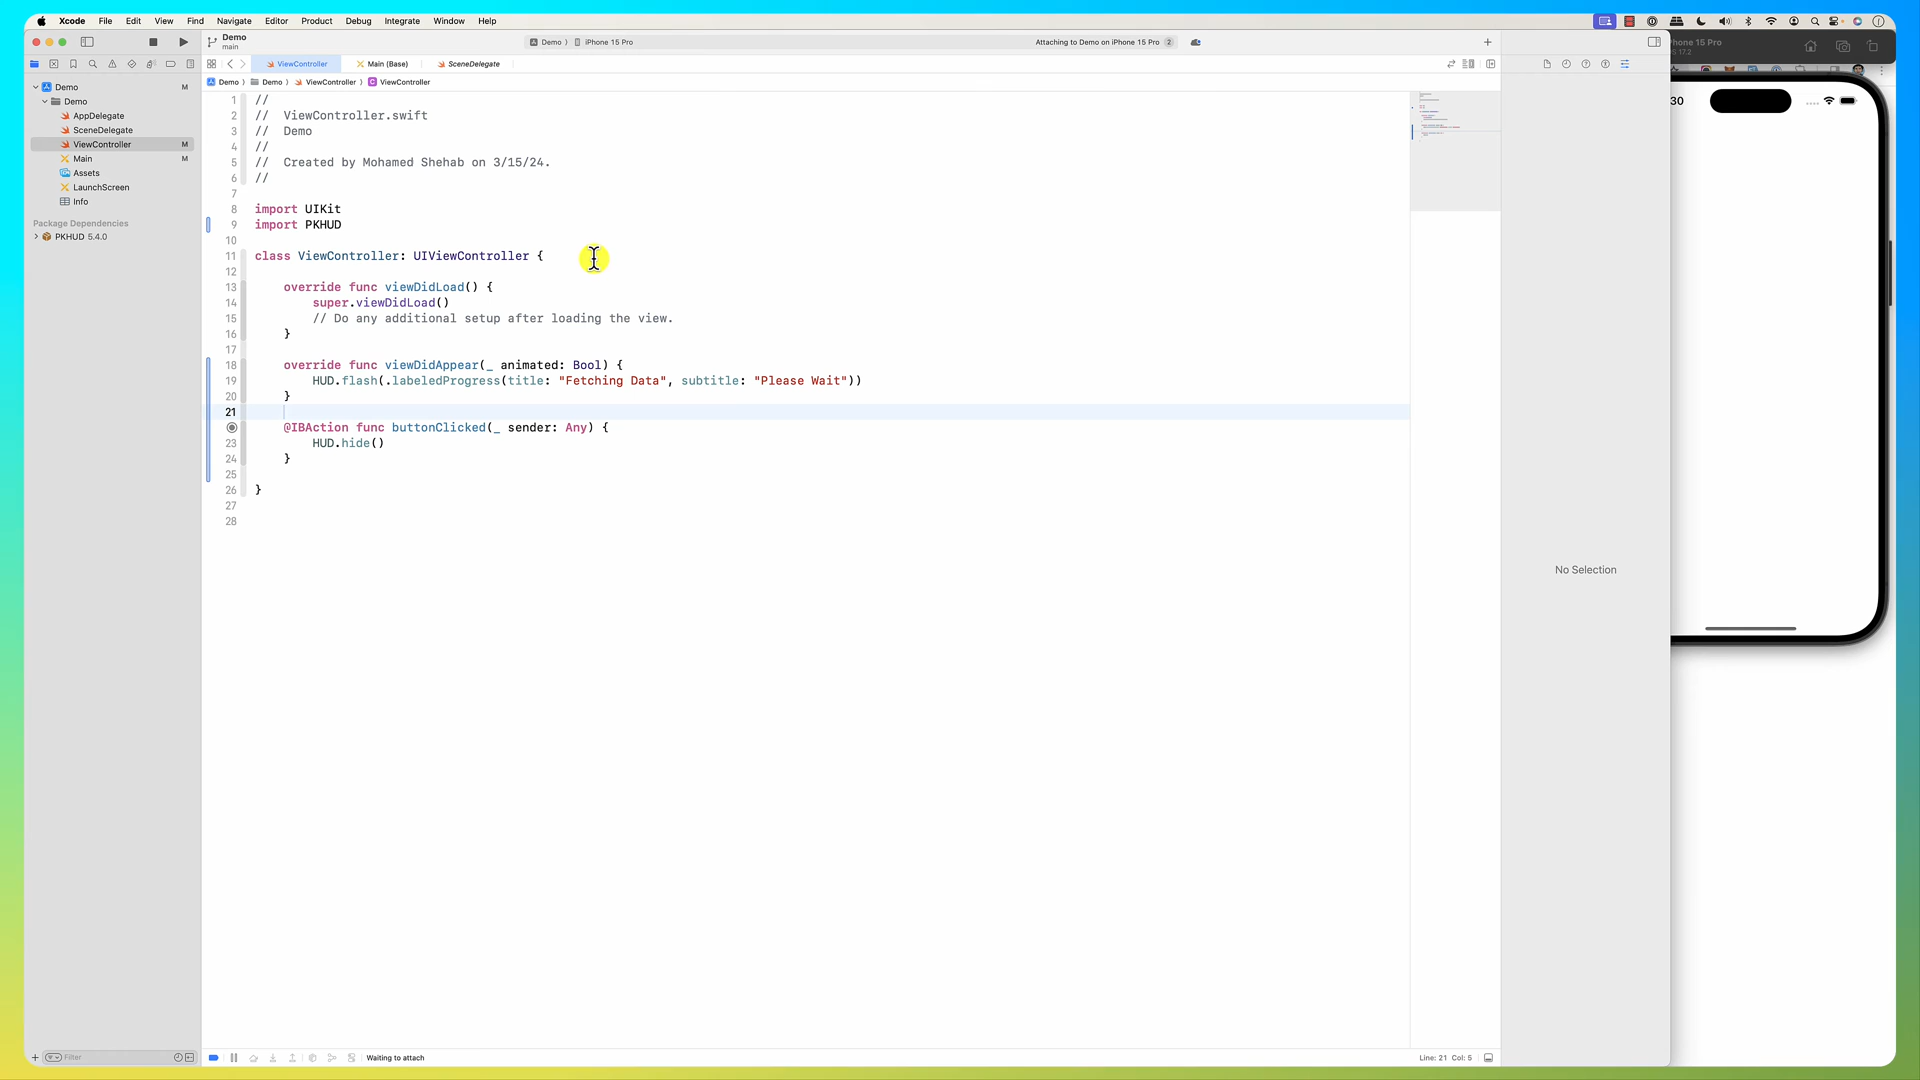 Xcode File Edit View Find Navigate Editor Product Debug Integrate Window Help
Demo
main
Demo iPhone 15 Pro
Attaching to Demo on iPhone 15 Pro 2
hone 15 Pro
S 17.2
ViewController Main (Base) SceneDelegate
Demo Demo ViewController ViewController
Demo M
Demo
AppDelegate
SceneDelegate
ViewController M
Main M
Assets
LaunchScreen
Info
Package Dependencies
PKHUD 5.4.0
1 //
2 // ViewController.swift
3 // Demo
4 //
5 // Created by Mohamed Shehab on 3/15/24.
6 //
7
8 import UIKit
9 import PKHUD
10
11 class ViewController: UIViewController {
12
13 override func viewDidLoad() {
14 super.viewDidLoad()
15 // Do any additional setup after loading the view.
16 }
17
18 override func viewDidAppear(_ animated: Bool) {
19 HUD.flash(.labeledProgress(title: "Fetching Data", subtitle: "Please Wait"))
20 }
21
@IBAction func buttonClicked(_ sender: Any) {
23 HUD.hide()
24 }
25
26 }
27
28
30
No Selection
Filter
Waiting to attach
Line: 21 Col: 5